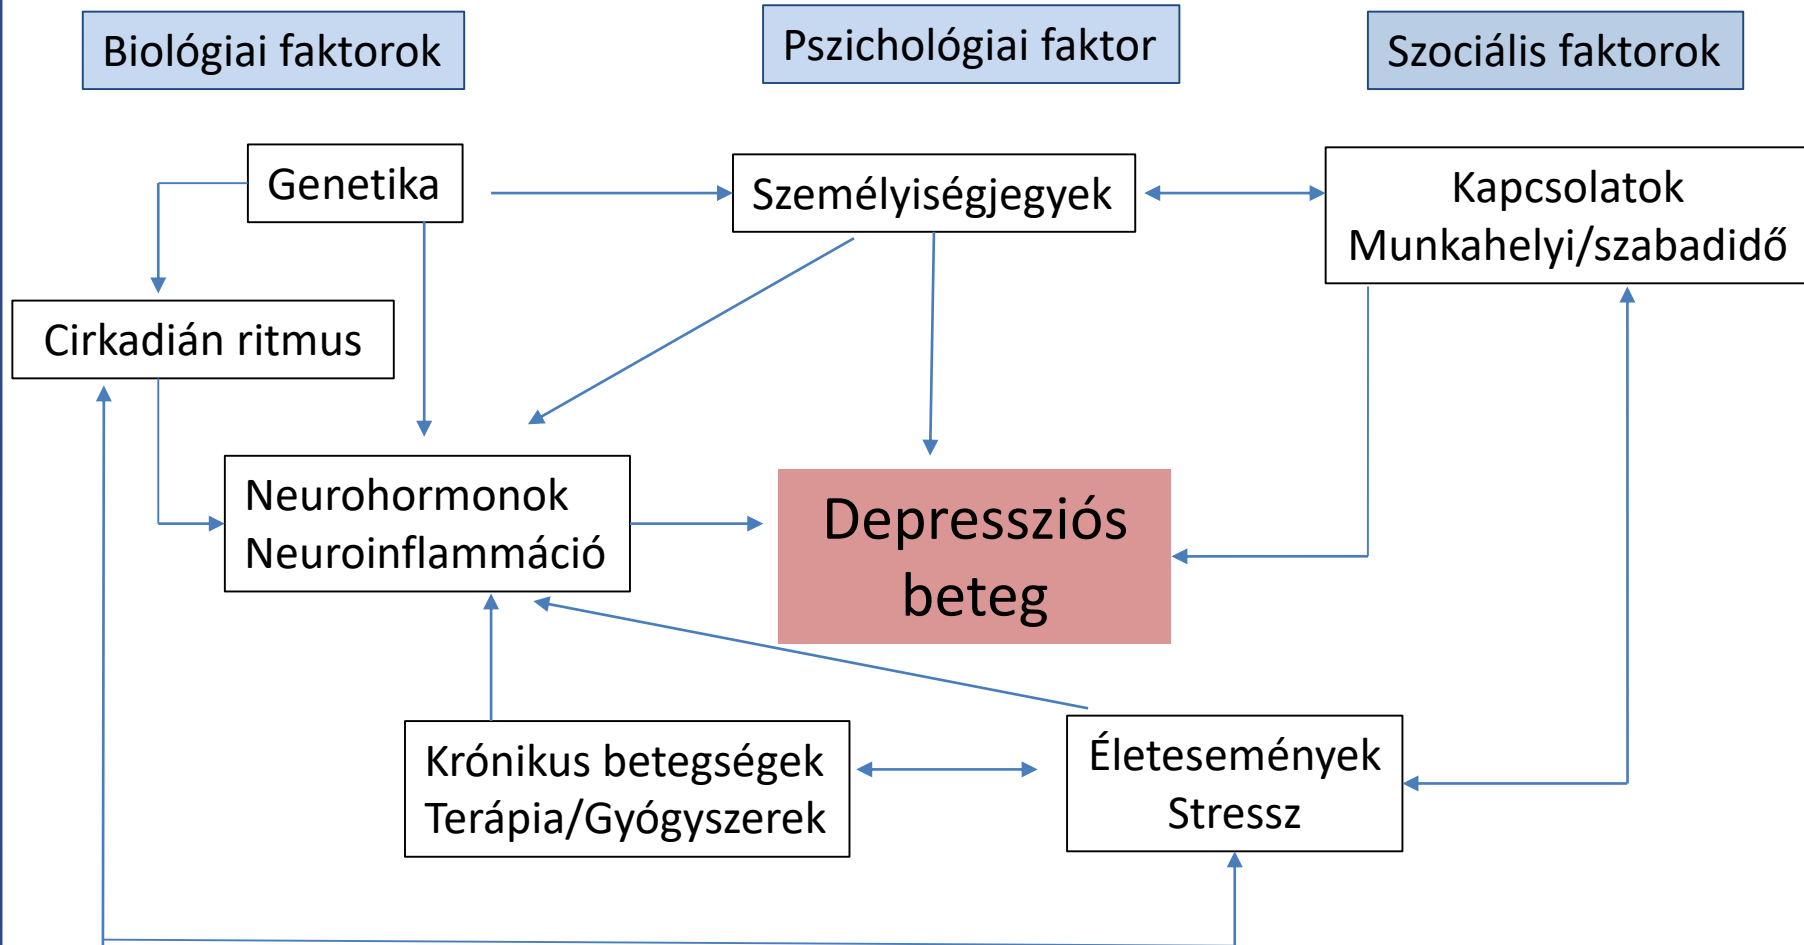 Biológiai faktorok
Pszichológiai faktor
Szociális faktorok
Genetika
Személyiségjegyek
Kapcsolatok
Munkahelyi/szabadidő
Cirkadián ritmus
Neurohormonok
Neuroinflammáció
Depressziós
beteg
Krónikus betegségek
Terápia/Gyógyszerek
Életesemények
Stressz